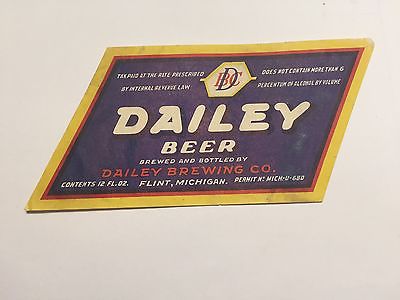 DBC
TAX PAID AT THE RATE PRESCRIBED
BY INTERNAL REVENUE LAW
DOES NOT CONTAIN MORE THAN 6
PERCENTUM OF ALCOHOL BY VOLUME
DAILEY
BEER
BREWED AND BOTTLED BY
DAILEY BREWING CO.
CONTENTS 12 FL. OZ. FLINT, MICHIGAN. PERMIT No MICH-U-680